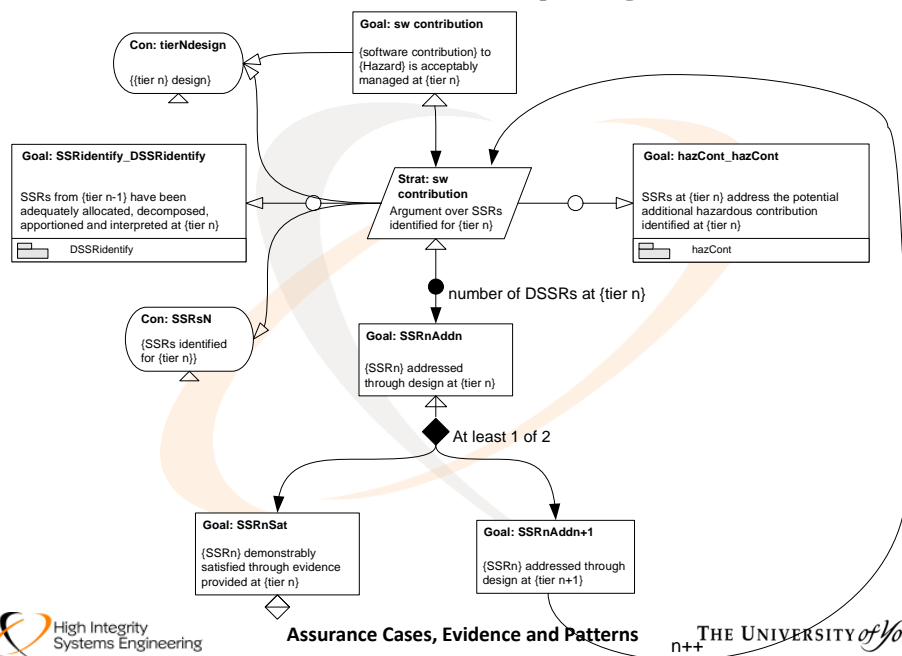 Goal: sw contribution
{software contribution} to
{Hazard} is acceptably
managed at {tier n}
Con: tierNdesign
{{tier n} design}
Goal: SSRidentify_DSSRidentify
SSRs from {tier n-1} have been
adequately allocated, decomposed,
apportioned and interpreted at {tier n}
DSSRidentify
Strat: sw
contribution
Argument over SSRs
identified for {tier n}
Goal: hazCont_hazCont
SSRs at {tier n} address the potential
additional hazardous contribution
identified at {tier n}
hazCont
number of DSSRs at {tier n}
Con: SSRsN
{SSRs identified
for {tier n}}
Goal: SSRnAddn
{SSRn} addressed
through design at {tier n}
At least 1 of 2
Goal: SSRnSat
{SSRn} demonstrably
satisfied through evidence
provided at {tier n}
Goal: SSRnAddn+1
{SSRn} addressed through
design at {tier n+1}
n++
High Integrity
Systems Engineering
Assurance Cases, Evidence and Patterns
THE UNIVERSITY of Yo